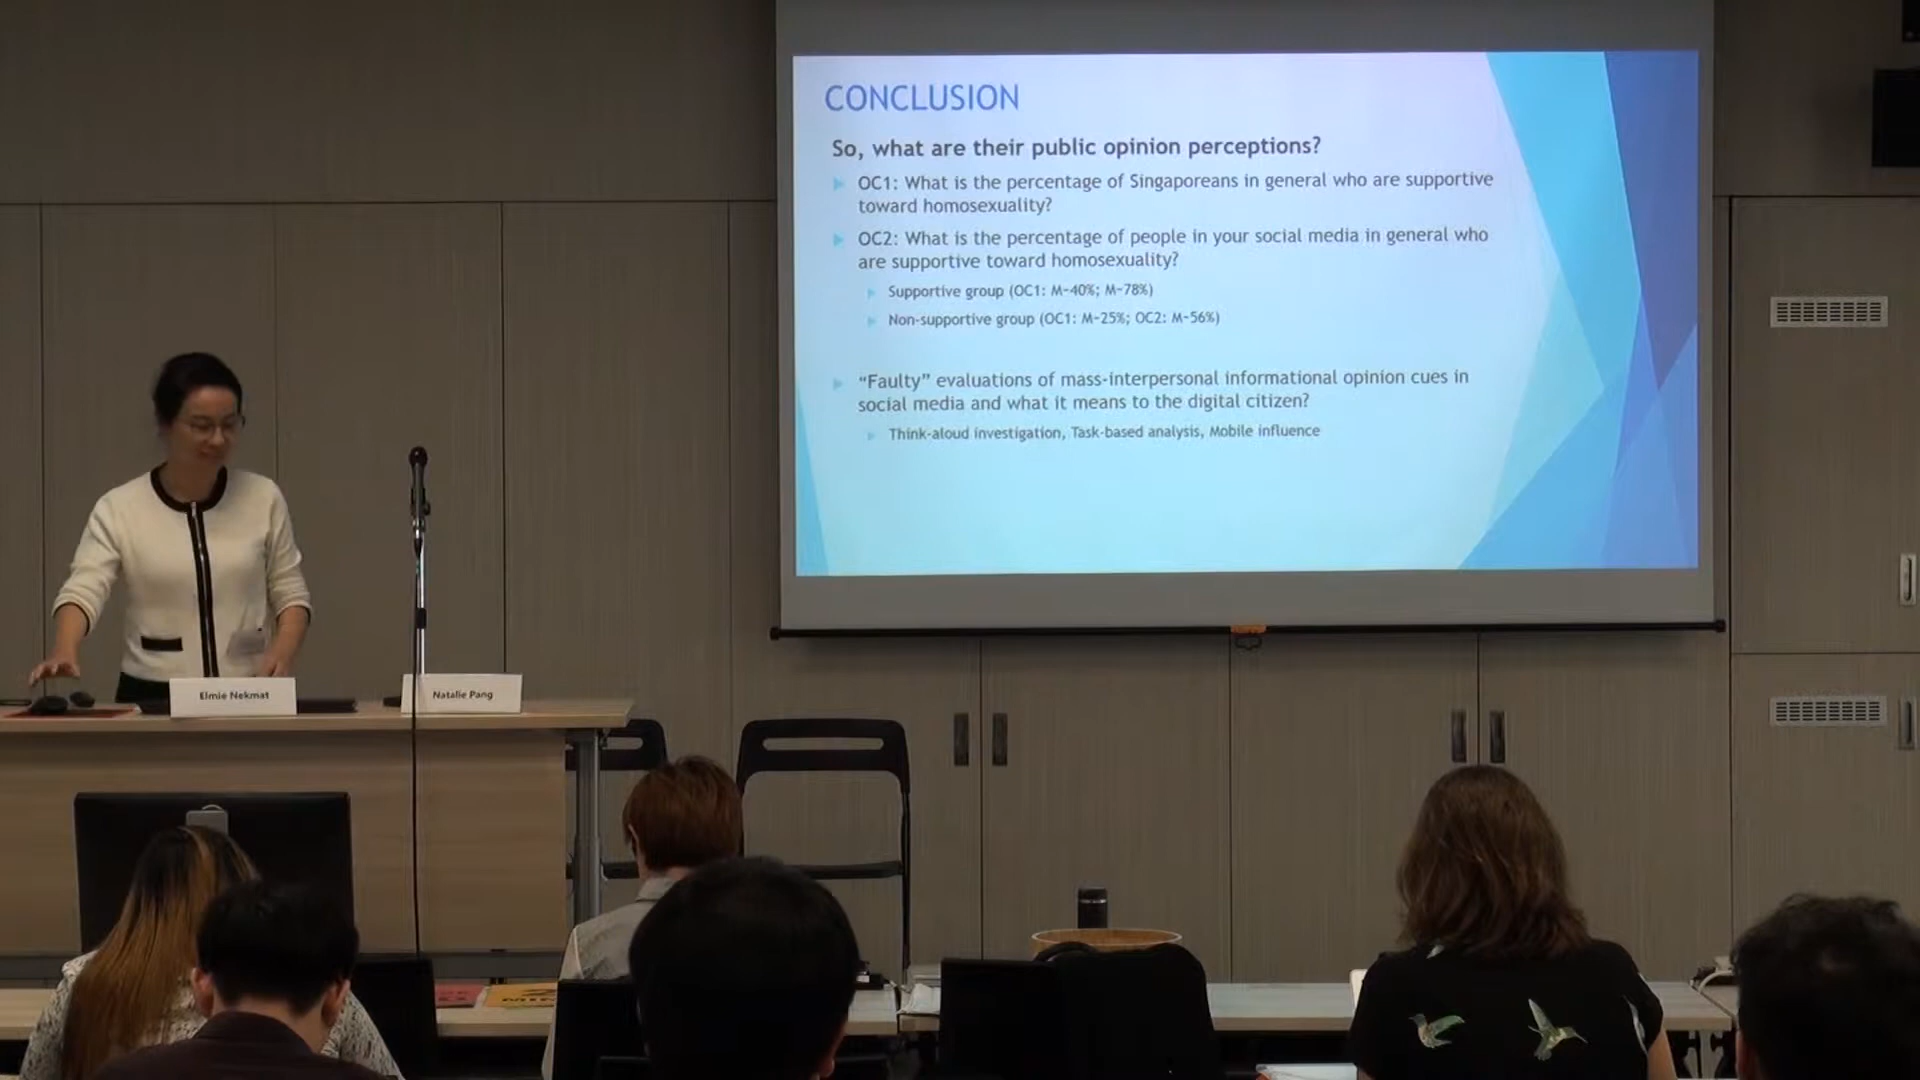 CONCLUSION
So, what are their public opinion perceptions?
OC1: What is the percentage of Singaporeans in general who are supportive
toward homosexuality?
OC2: What is the percentage of people in your social media in general who
are supportive toward homosexuality?
Supportive group (OC1: M~40%; M~78%)
Non-supportive group (OC1: M~25%; OC2: M~56%)
“Faulty” evaluations of mass-interpersonal informational opinion cues in
social media and what it means to the digital citizen?
Think-aloud investigation, Task-based analysis, Mobile influence
Elmie Nekmat
Natalie Pang